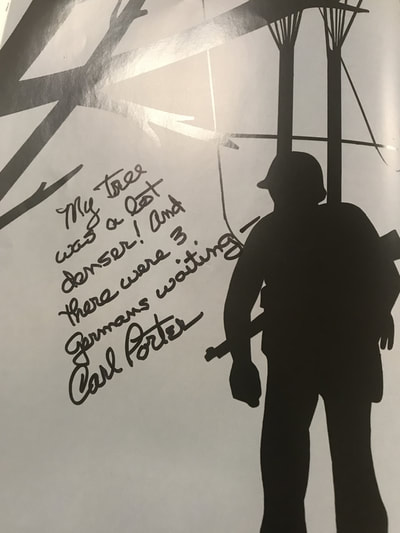 My tree
was a lot
denser! And
there were 3
Germans waiting -
Carl Porter